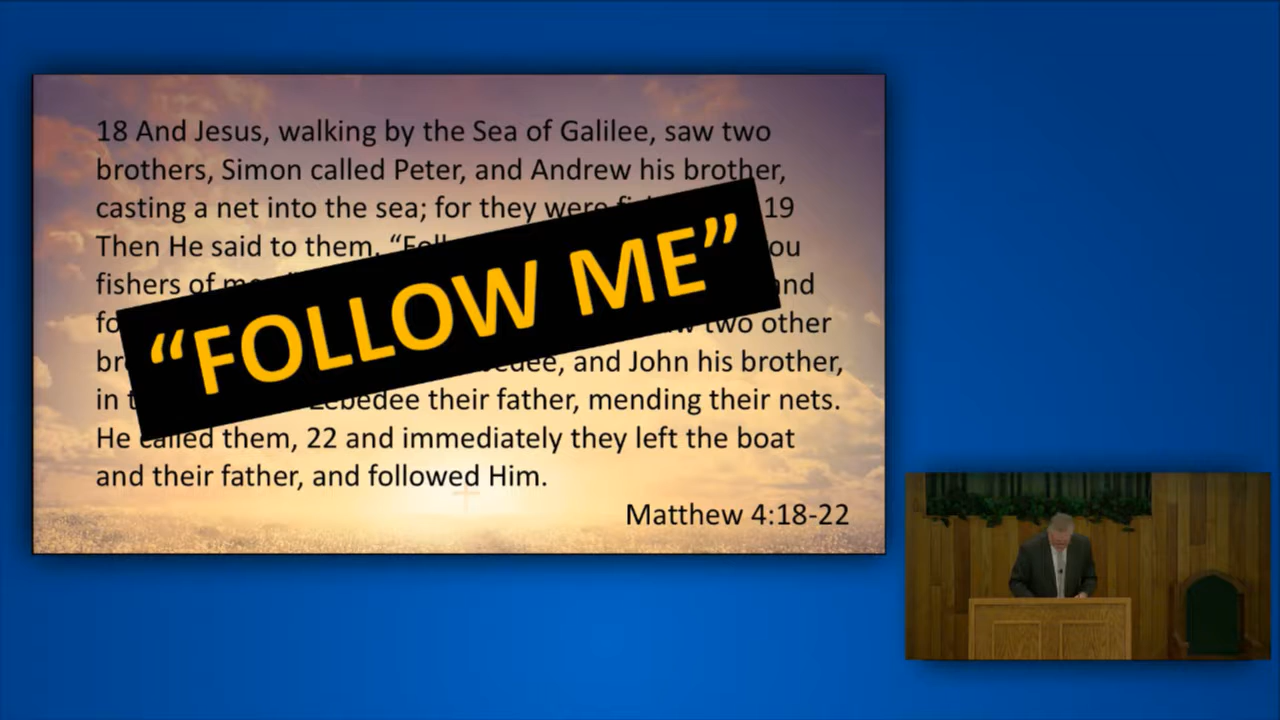 18 And Jesus, walking by the Sea of Galilee, saw two
brothers, Simon called Peter, and Andrew his brother,
casting a net into the sea; for they were 19
Then He said to them, “Follow
fishers of and
two other
and John his brother,
in Zebedee their father, mending their nets.
He called them, 22 and immediately they left the boat
and their father, and followed Him.
Matthew 4:18-22
“FOLLOW ME”